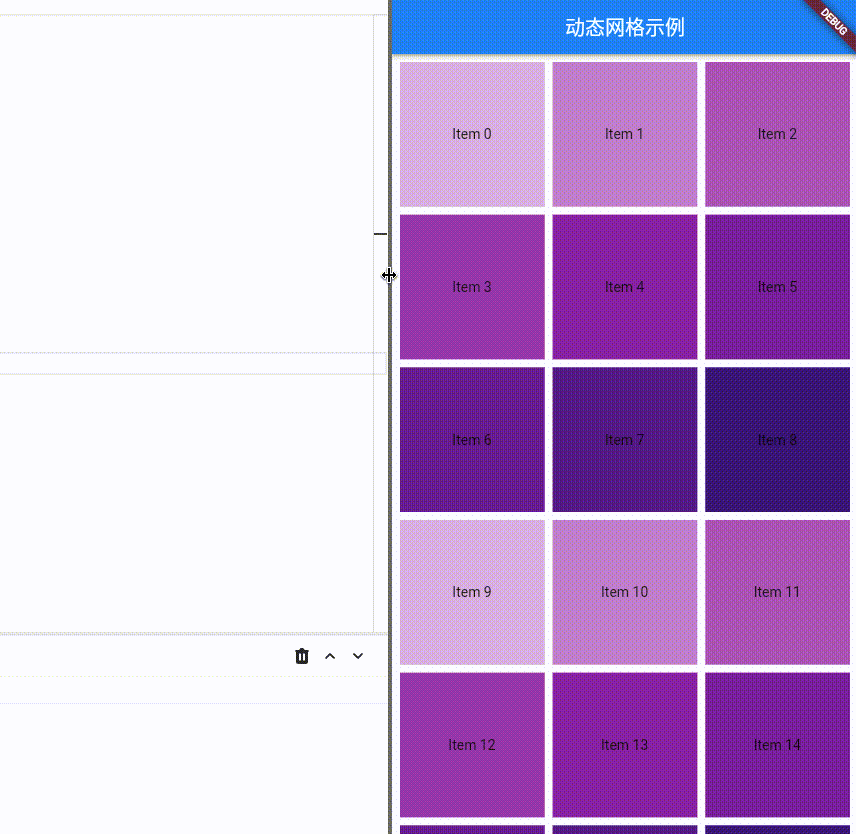 动态网格示例
DEBUG
Item 0
Item 1
Item 2
Item 3
Item 4
Item 5
Item 6
Item 7
Item 8
Item 9
Item 10
Item 11
Item 12
Item 13
Item 14